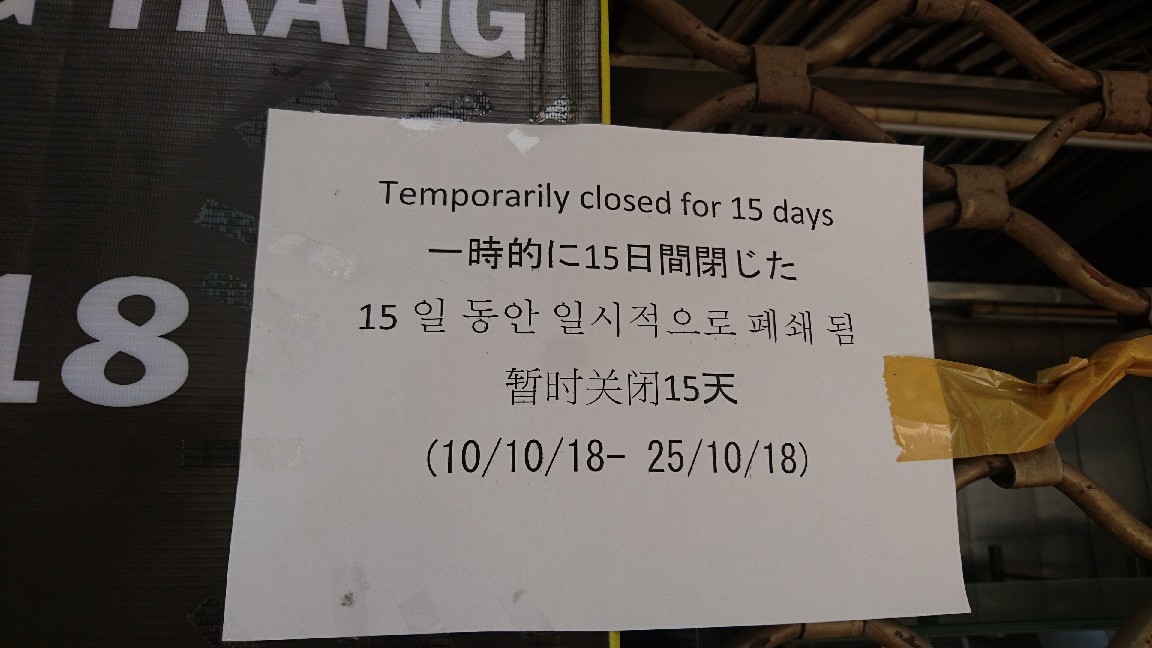 TRANG
18
Temporarily closed for 15 days
一時的に15日間閉じた
15 일 동안 일시적으로 폐쇄 됨
暂时关闭15天
(10/10/18- 25/10/18)